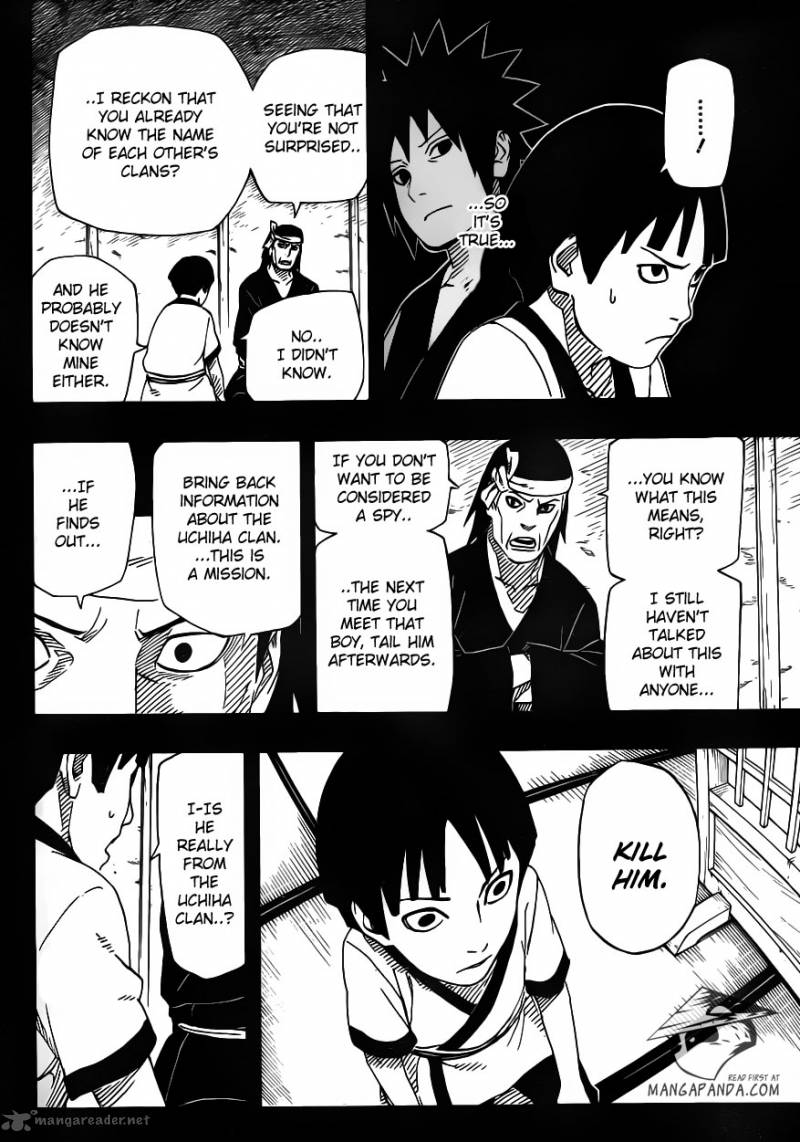 ......!
...SO
IT'S
TRUE...
SEEING THAT
YOU'RE NOT
SURPRISED..
..I RECKON THAT
YOU ALREADY
KNOW THE NAME
OF EACH OTHER'S
CLANS?
NO..
I DIDN'T
KNOW.
AND HE
PROBABLY
DOESN'T
KNOW
MINE
EITHER.
...YOU KNOW
WHAT THIS
MEANS,
RIGHT?
I STILL
HAVEN'T
TALKED
ABOUT THIS
WITH
ANYONE...
IF YOU DON'T
WANT TO BE
CONSIDERED
A SPY..
..THE NEXT
TIME YOU
MEET THAT
BOY, TAIL HIM
AFTERWARDS.
BRING BACK
INFORMATION
ABOUT THE
UCHIHA CLAN.
...THIS IS
A MISSION.
...IF
HE
FINDS
OUT...
KILL
HIM.
I-IS
HE
REALLY
FROM
THE
UCHIHA
CLAN..?
READ FIRST AT
MANGAPANDA.COM
mangareader.net